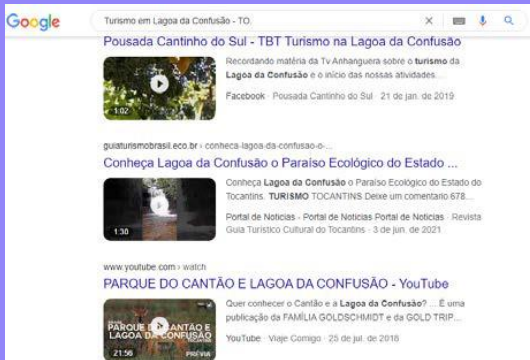 Google
Turismo em Lagoa da Confusão - TO.
Pousada Cantinho do Sul - TBT Turismo na Lagoa da Confusão
Recordando matéria da Tv Anhanguera sobre o turismo da
Lagoa da Confusão e o início das nossas atividades.
1:02
Facebook · Pousada Cantinho do Sul · 21 de jan. de 2019
guiaturismobrasil.eco.br › conheca-lagoa-da-confusao-o-...
Conheça Lagoa da Confusão o Paraíso Ecológico do Estado ...
Conheça Lagoa da Confusão o Paraíso Ecológico do Estado do
Tocantins. TURISMO TOCANTINS Deixe um comentario 678...
Portal de Noticias - Portal de Noticias Portal de Noticias · Revista
1:30
Guia Turístico Cultural do Tocantins · 3 de jun. de 2021
www.youtube.com › watch
PARQUE DO CANTÃO E LAGOA DA CONFUSÃO - YouTube
Quer conhecer o Cantão e a Lagoa da Confusão? ... É uma
publicação da FAMÍLIA GOLDSCHMIDT e da GOLD TRIP...
PARQUE DO CANTÃO E
LAGOA DA CONFUSÃO
TOCANTINS
21:56
PRÉVIA
YouTube · Viaje Comigo · 25 de jul. de 2016